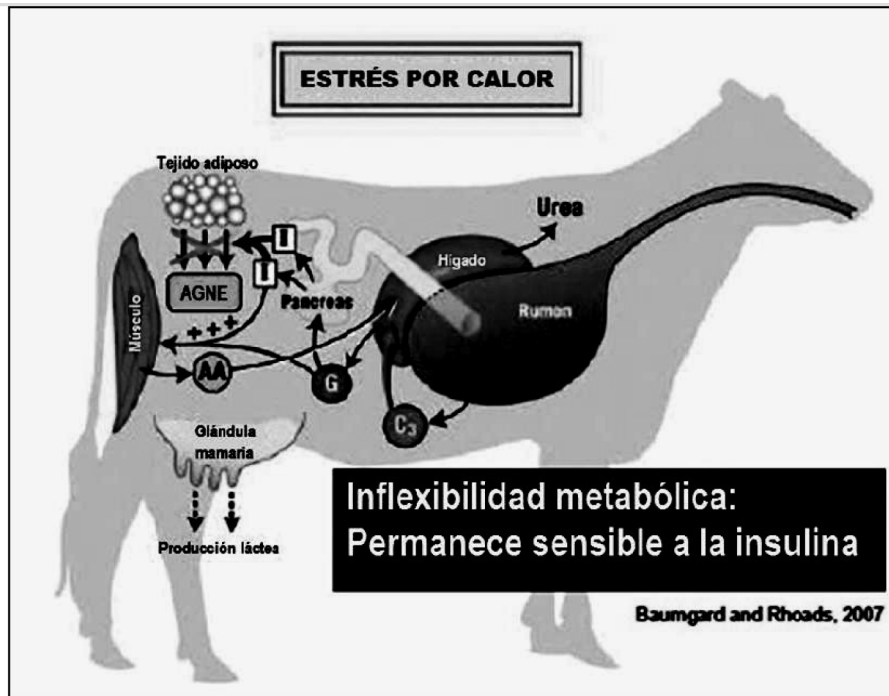 ESTRÉS POR CALOR
Tejido adiposo
AGNE
I
I
Pancreas
Músculo
+ + +
AA
G
C3
Hígado
Urea
Rumon
Glándula
mamaria
Producción láctea
Inflexibilidad metabólica:
Permanece sensible a la insulina
Baumgard and Rhoads, 2007